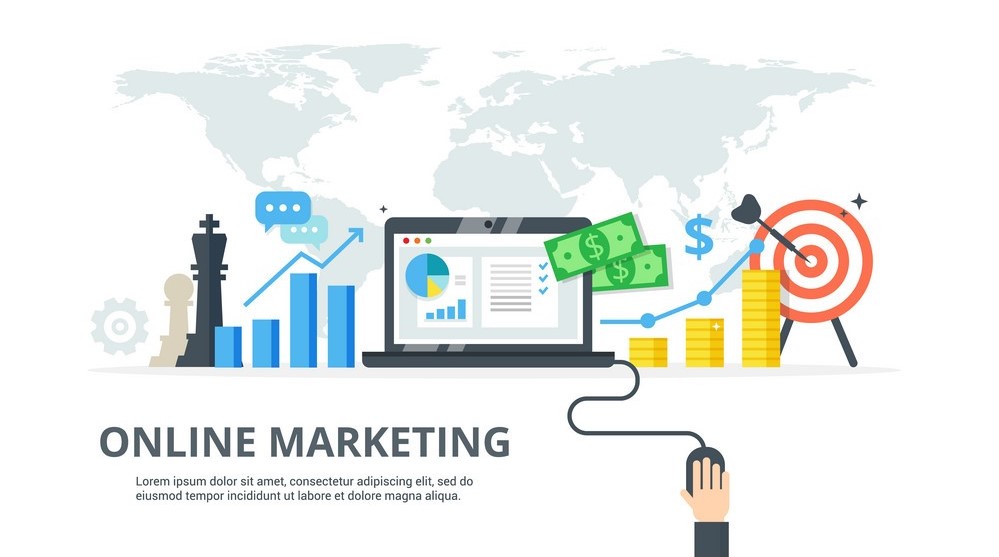 $
$
$
ONLINE MARKETING
Lorem ipsum dolor sit amet, consectetur adipiscing elit, sed do
eiusmod tempor incididunt ut labore et dolore magna aliqua.